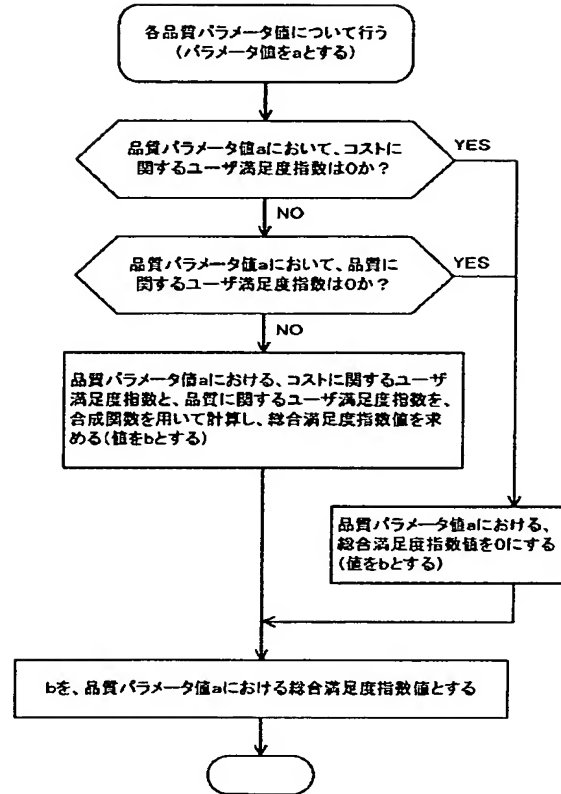 各品質パラメータ値について行う
(パラメータ値をaとする)
品質パラメータ値aにおいて、コストに
関するユーザ満足度指数は0か？
YES
NO
品質パラメータ値aにおいて、品質に
関するユーザ満足度指数は0か？
YES
NO
品質パラメータ値aにおける、コストに関するユーザ
満足度指数と、品質に関するユーザ満足度指数を、
合成関数を用いて計算し、総合満足度指数値を求
める(値をbとする)
品質パラメータ値aにおける、
総合満足度指数値を0にする
(値をbとする)
bを、品質パラメータ値aにおける総合満足度指数値とする